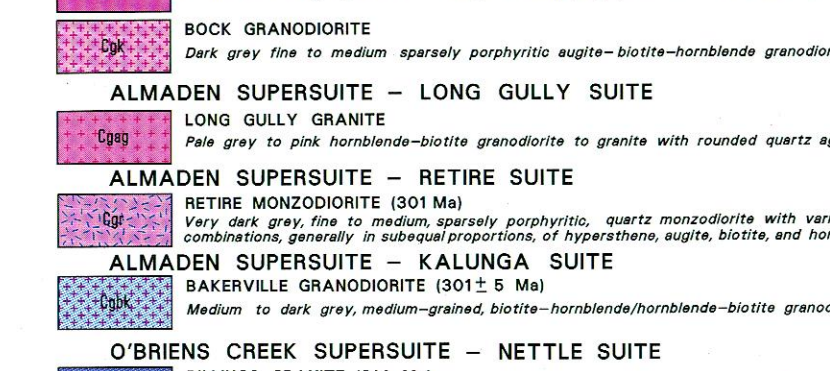 BOCK GRANODIORITE
Cgk
Dark grey fine to medium sparsely porphyritic augite-biotite-hornblende
ALMADEN SUPERSUITE – LONG GULLY SUITE
LONG GULLY GRANITE
Cgag
Pale grey to pink hornblende-biotite granodiorite to granite with rounded quartz
ALMADEN SUPERSUITE – RETIRE SUITE
RETIRE MONZODIORITE (301 Ma)
Cgr
Very dark grey, fine to medium, sparsely porphyritic, quartz monzodiorite with
combinations, generally in subequal proportions, of hypersthene, augite, biotite, and
ALMADEN SUPERSUITE – KALUNGA SUITE
BAKERVILLE GRANODIORITE (301± 5 Ma)
Cgbk
Medium to dark grey, medium-grained, biotite-hornblende/hornblende-biotite
O'BRIENS CREEK SUPERSUITE – NETTLE SUITE